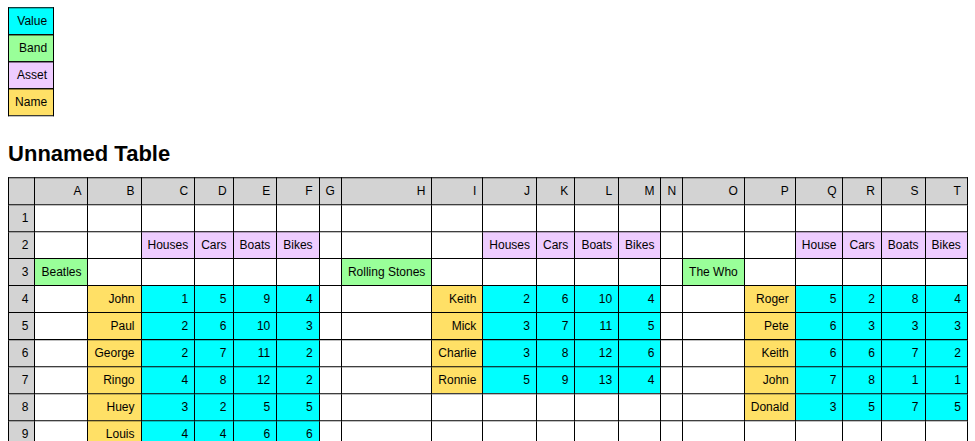 Value
Band
Asset
Name
Unnamed Table
A B C D E F G H I J K L M N O P Q R S T
1
2 Houses Cars Boats Bikes Houses Cars Boats Bikes House Cars Boats Bikes
3 Beatles Rolling Stones The Who
4 John 1 5 9 4 Keith 2 6 10 4 Roger 5 2 8 4
5 Paul 2 6 10 3 Mick 3 7 11 5 Pete 6 3 3 3
6 George 2 7 11 2 Charlie 3 8 12 6 Keith 6 6 7 2
7 Ringo 4 8 12 2 Ronnie 5 9 13 4 John 7 8 1 1
8 Huey 3 2 5 5 Donald 3 5 7 5
9 Louis 4 4 6 6